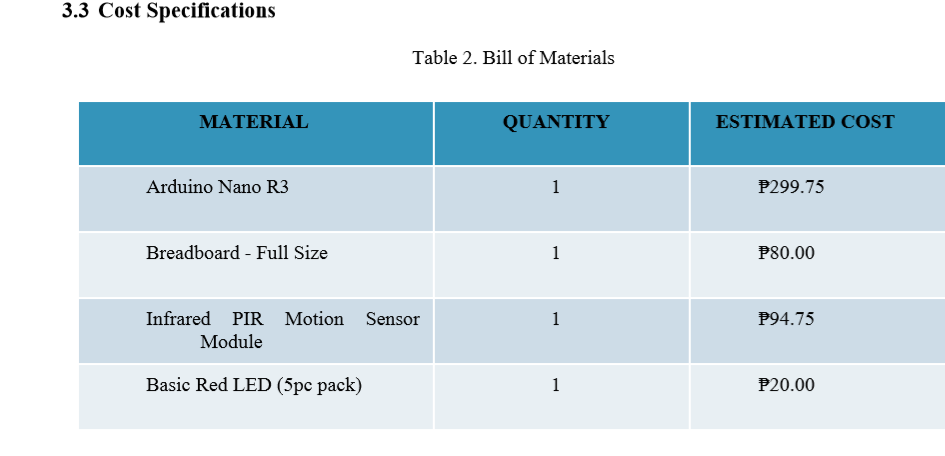 3.3 Cost Specifications
Table 2. Bill of Materials
MATERIAL QUANTITY ESTIMATED COST
Arduino Nano R3 1 ₱299.75
Breadboard - Full Size 1 ₱80.00
Infrared PIR Motion Sensor 1 ₱94.75
Module
Basic Red LED (5pc pack) 1 ₱20.00